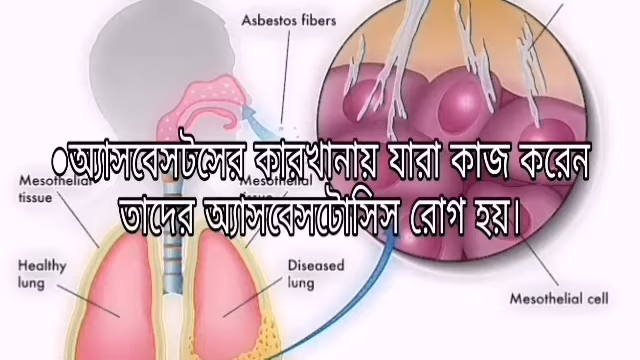 Asbestos fibers
•অ্যাসবেসটসের কারখানায় যারা কাজ করেন
তাদের অ্যাসবেসটোসিস রোগ হয়।
Mesothelial
tissue
Mesothelial
Healthy
lung
Diseased
lung
Mesothelial cell